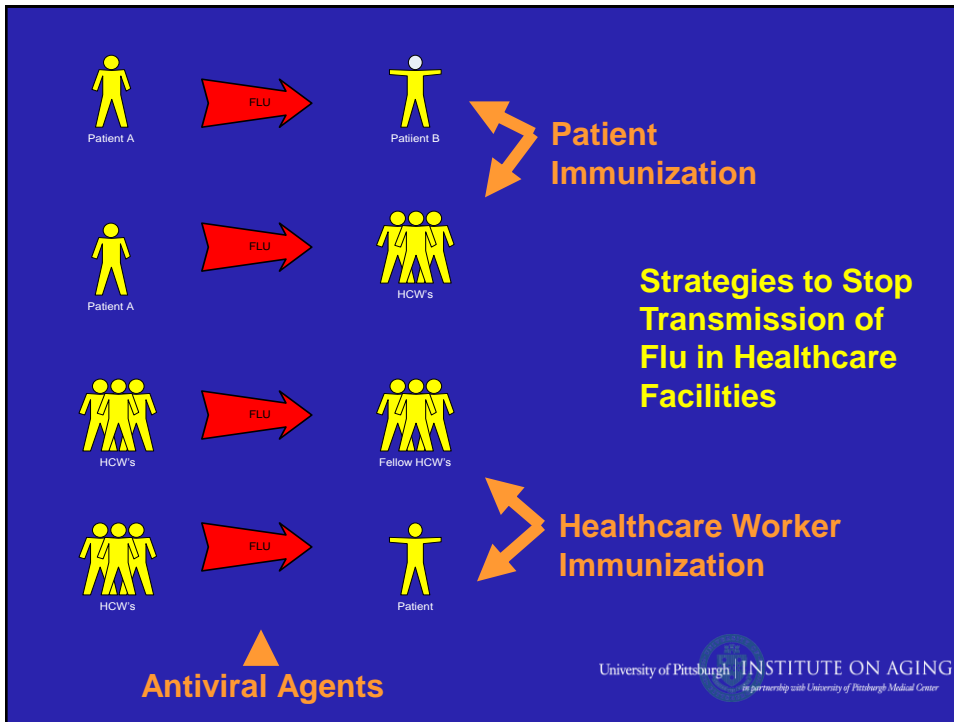 FLU
Patient A
Patiient B
Patient
Immunization
FLU
Patient A
HCW's
Strategies to Stop
Transmission of
Flu in Healthcare
Facilities
FLU
HCW's
Fellow HCW's
FLU
HCW's
Patient
Healthcare Worker
Immunization
Antiviral Agents
University of Pittsburgh | INSTITUTE ON AGING
in partnership with University of Pittsburgh Medical Center